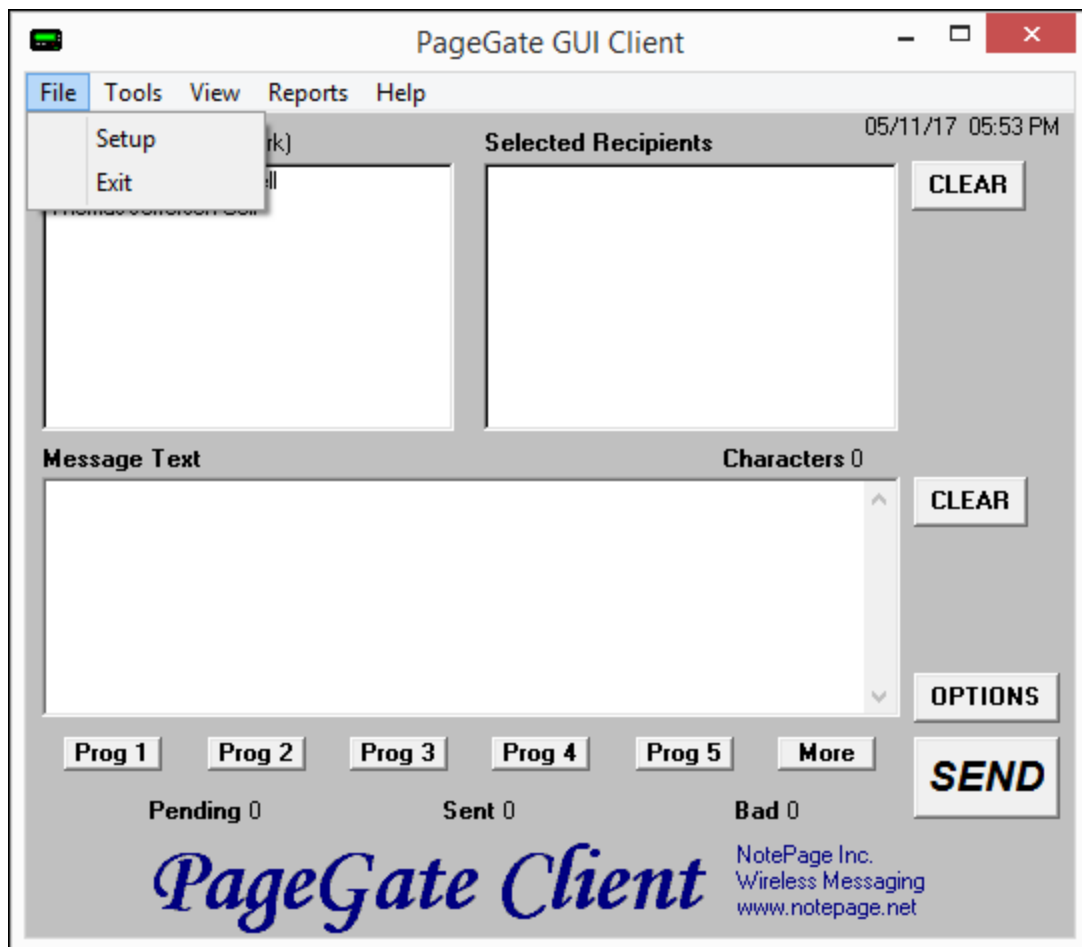 PageGate GUI Client
File Tools View Reports Help
Setup
Exit
rk)
ell
Selected Recipients
05/11/17 05:53 PM
CLEAR
Message Text
Characters 0
CLEAR
OPTIONS
Prog 1 Prog 2 Prog 3 Prog 4 Prog 5 More
SEND
Pending 0 Sent 0 Bad 0
PageGate Client
NotePage Inc.
Wireless Messaging
www.notepage.net